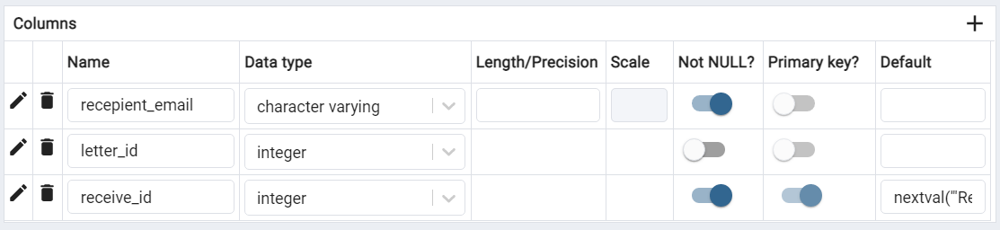 Columns
Name Data type Length/Precision Scale Not NULL? Primary key? Default
recepient_email character varying
letter_id integer
receive_id integer nextval('"Re